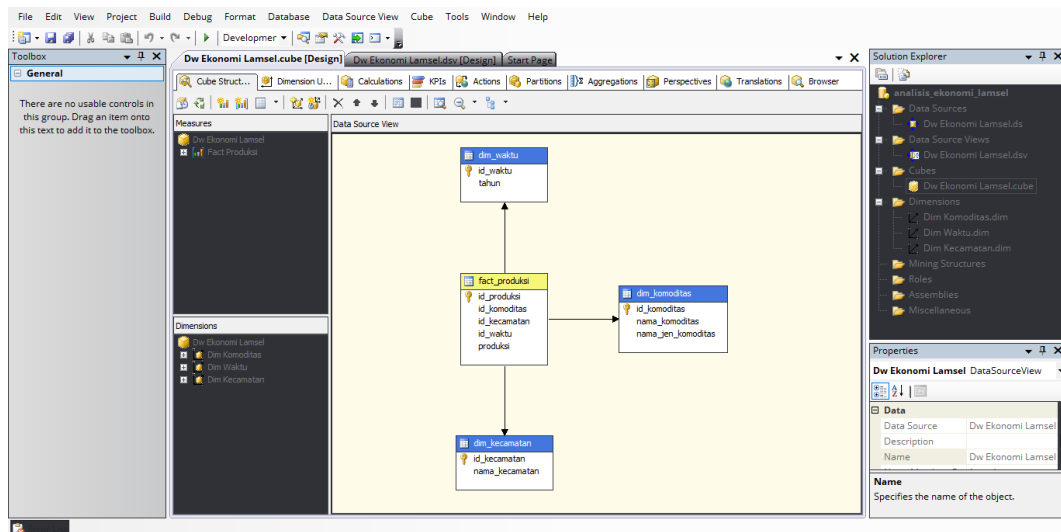 File Edit View Project Build Debug Format Database Data Source View Cube Tools Window Help
Developmer
Toolbox
General
There are no usable controls in
this group. Drag an item onto
this text to add it to the toolbox.
Dw Ekonomi Lamsel.cube [Design] Dw Ekonomi Lamsel.dsv [Design] Start Page
Cube Struct... Dimension U... Calculations KPIs Actions Partitions Aggregations Perspectives Translations Browser
Measures
Dw Ekonomi Lamsel
Fact Produksi
Dimensions
Dw Ekonomi Lamsel
Dim Komoditas
Dim Waktu
Dim Kecamatan
Data Source View
dim_waktu
id_waktu
tahun
fact_produksi
id_produksi
id_komoditas
id_kecamatan
id_waktu
produksi
dim_komoditas
id_komoditas
nama_komoditas
nama_jen_komoditas
dim_kecamatan
id_kecamatan
nama_kecamatan
Solution Explorer
analisis_ekonomi_lamsel
Data Sources
Dw Ekonomi Lamsel.ds
Data Source Views
Dw Ekonomi Lamsel.dsv
Cubes
Dw Ekonomi Lamsel.cube
Dimensions
Dim Komoditas.dim
Dim Waktu.dim
Dim Kecamatan.dim
Mining Structures
Roles
Assemblies
Miscellaneous
Properties
Dw Ekonomi Lamsel DataSourceView
Data
Data Source Dw Ekonomi Lamsel
Description
Name Dw Ekonomi Lamsel
Name
Specifies the name of the object.